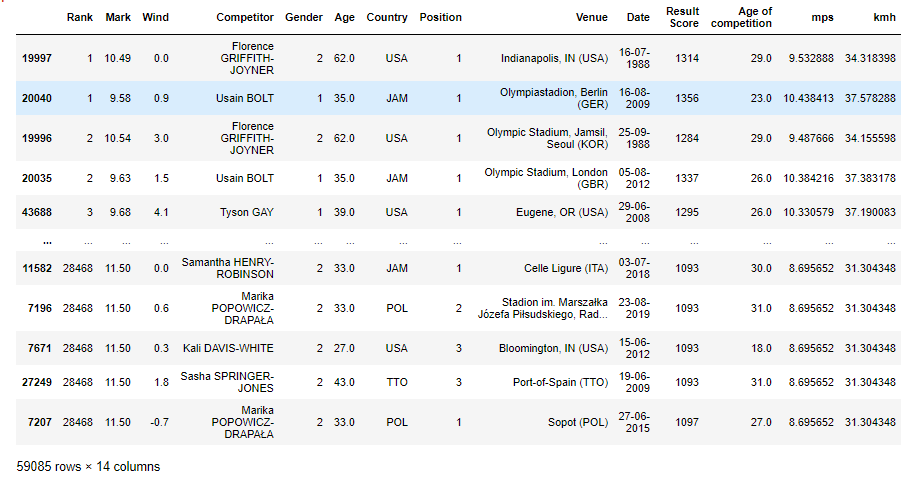 Rank Mark Wind Competitor Gender Age Country Position Venue Date Result Score Age of competition mps kmh
19997 1 10.49 0.0 Florence GRIFFITH-JOYNER 2 62.0 USA 1 Indianapolis, IN (USA) 16-07-1988 1314 29.0 9.532888 34.318398
20040 1 9.58 0.9 Usain BOLT 1 35.0 JAM 1 Olympiastadion, Berlin (GER) 16-08-2009 1356 23.0 10.438413 37.578288
19996 2 10.54 3.0 Florence GRIFFITH-JOYNER 2 62.0 USA 1 Olympic Stadium, Jamsil, Seoul (KOR) 25-09-1988 1284 29.0 9.487666 34.155598
20035 2 9.63 1.5 Usain BOLT 1 35.0 JAM 1 Olympic Stadium, London (GBR) 05-08-2012 1337 26.0 10.384216 37.383178
43688 3 9.68 4.1 Tyson GAY 1 39.0 USA 1 Eugene, OR (USA) 29-06-2008 1295 26.0 10.330579 37.190083
... ... ... ... ... ... ... ... ... ... ... ... ... ... ...
11582 28468 11.50 0.0 Samantha HENRY-ROBINSON 2 33.0 JAM 1 Celle Ligure (ITA) 03-07-2018 1093 30.0 8.695652 31.304348
7196 28468 11.50 0.6 Marika POPOWICZ-DRAPAŁA 2 33.0 POL 2 Stadion im. Marszałka Józefa Piłsudskiego, Rad... 23-08-2019 1093 31.0 8.695652 31.304348
7671 28468 11.50 0.3 Kali DAVIS-WHITE 2 27.0 USA 3 Bloomington, IN (USA) 15-06-2012 1093 18.0 8.695652 31.304348
27249 28468 11.50 1.8 Sasha SPRINGER-JONES 2 43.0 TTO 3 Port-of-Spain (TTO) 19-06-2009 1093 31.0 8.695652 31.304348
7207 28468 11.50 -0.7 Marika POPOWICZ-DRAPAŁA 2 33.0 POL 1 Sopot (POL) 27-06-2015 1097 27.0 8.695652 31.304348
59085 rows × 14 columns